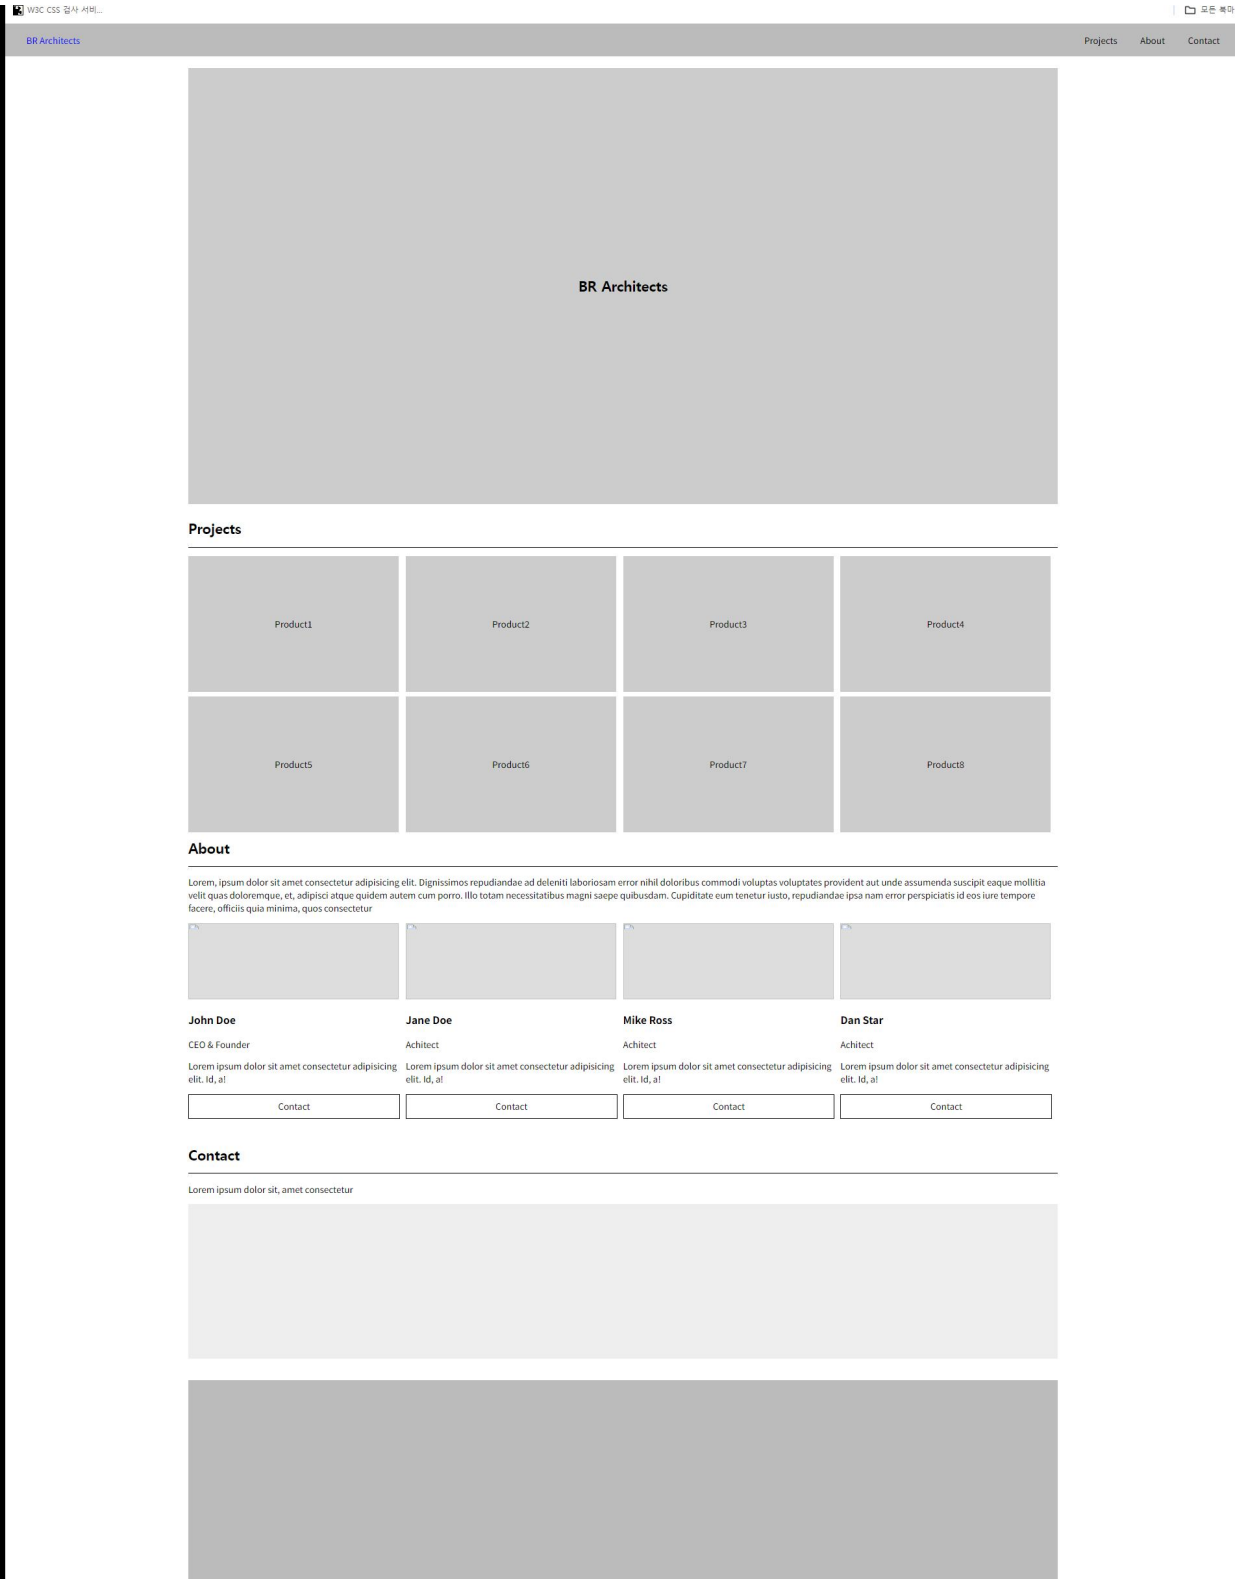 W3C CSS 검사 서비...
모든 북마
BR Architects
Projects About Contact
BR Architects
Projects
Product1 Product2 Product3 Product4
Product5 Product6 Product7 Product8
About
Lorem, ipsum dolor sit amet consectetur adipisicing elit. Dignissimos repudiandae ad deleniti laboriosam error nihil doloribus commodi voluptas voluptates provident aut unde assumenda suscipit eaque mollitia
velit quas doloremque, et, adipisci atque quidem autem cum porro. Illo totam necessitatibus magni saepe quibusdam. Cupiditate eum tenetur iusto, repudiandae ipsa nam error perspiciatis id eos iure tempore
facere, officiis quia minima, quos consectetur
John Doe
CEO & Founder
Lorem ipsum dolor sit amet consectetur adipisicing
elit. Id, a!
Contact
Jane Doe
Achitect
Lorem ipsum dolor sit amet consectetur adipisicing
elit. Id, a!
Contact
Mike Ross
Achitect
Lorem ipsum dolor sit amet consectetur adipisicing
elit. Id, a!
Contact
Dan Star
Achitect
Lorem ipsum dolor sit amet consectetur adipisicing
elit. Id, a!
Contact
Contact
Lorem ipsum dolor sit, amet consectetur